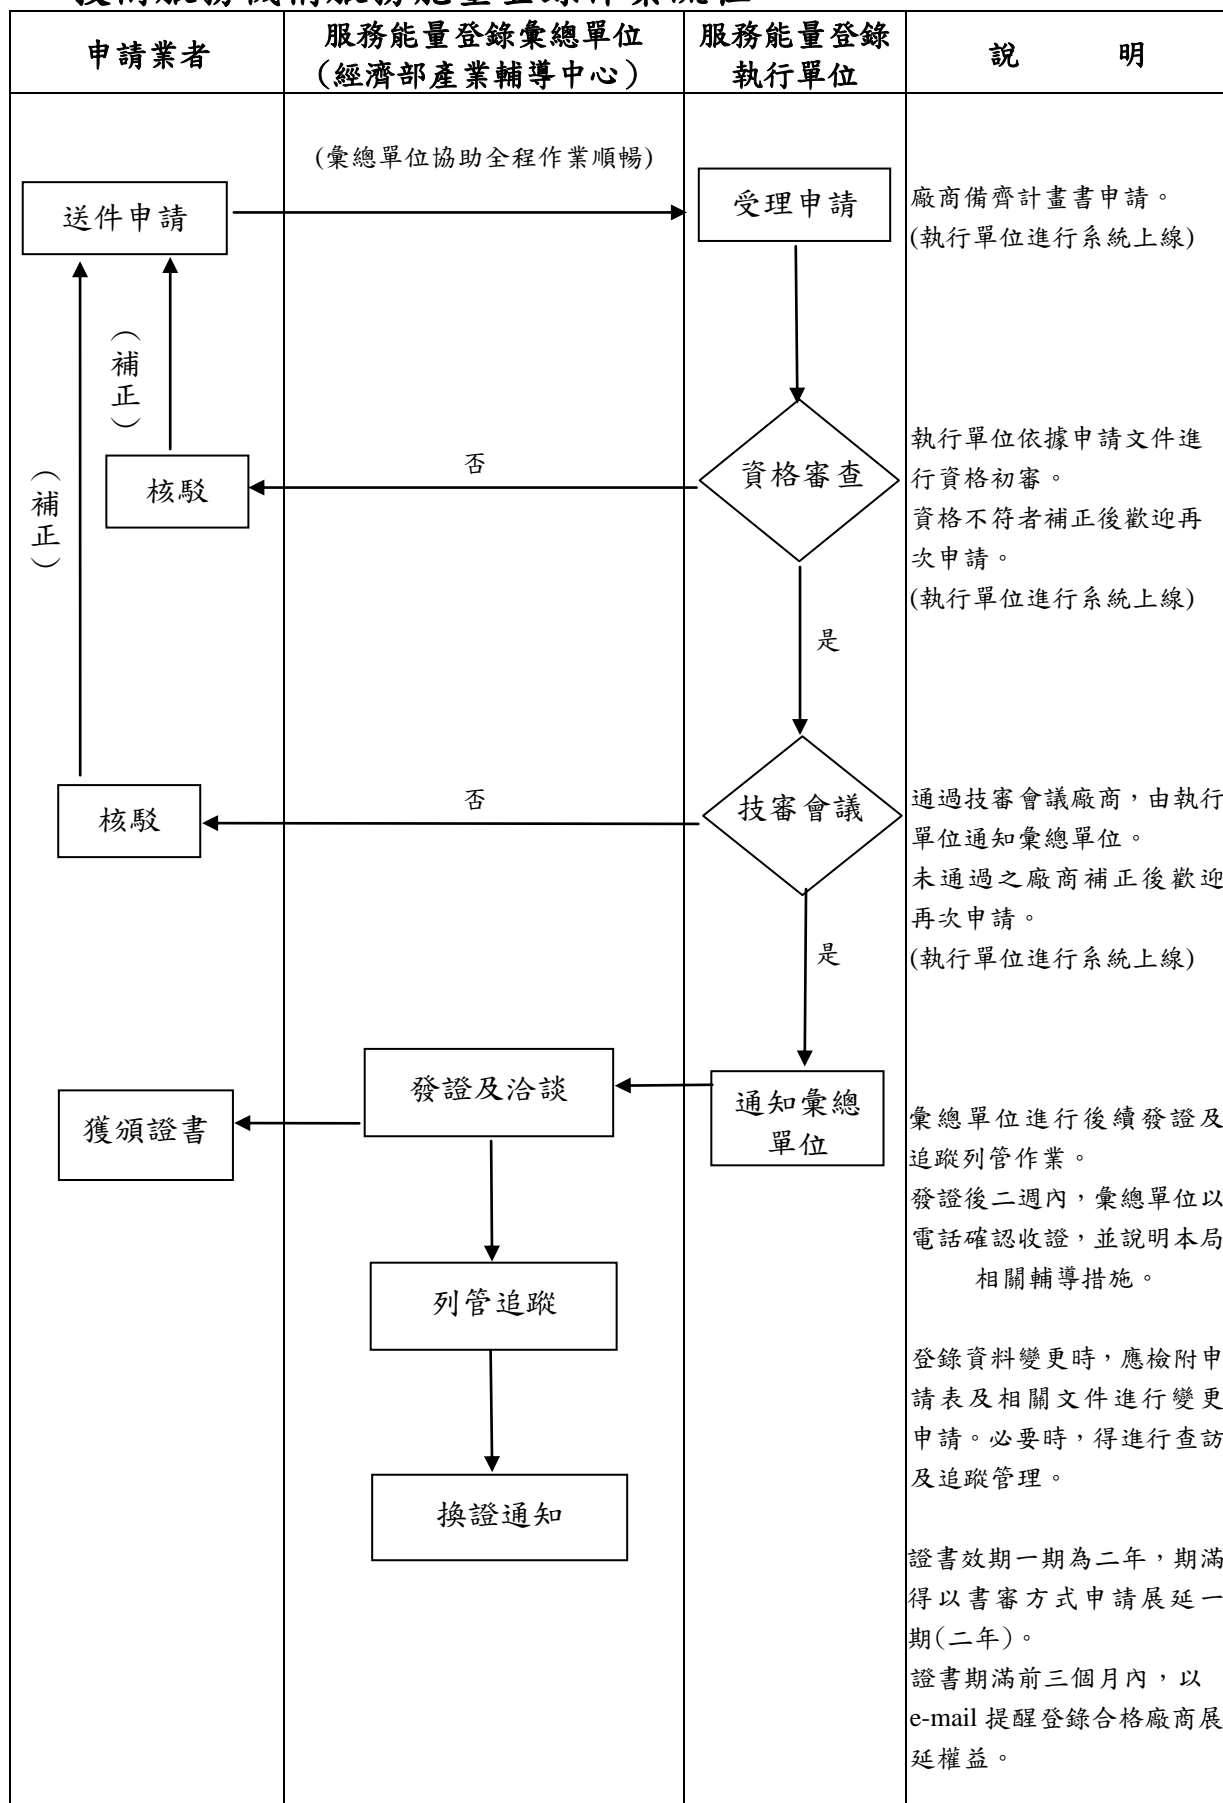 技術服務機構服務能量登錄作業流程
申請業者
服務能量登錄彙總單位
(經濟部產業輔導中心)
服務能量登錄
執行單位
說 明
(彙總單位協助全程作業順暢)
送件申請
受理申請
廠商備齊計畫書申請。
(執行單位進行系統上線)
(補正)
(補正)
核駁
否
資格審查
執行單位依據申請文件進
行資格初審。
資格不符者補正後歡迎再
次申請。
(執行單位進行系統上線)
是
核駁
否
技審會議
通過技審會議廠商,由執行
單位通知彙總單位。
未通過之廠商補正後歡迎
再次申請。
(執行單位進行系統上線)
是
獲頒證書
發證及洽談
通知彙總
單位
彙總單位進行後續發證及
追蹤列管作業。
發證後二週內,彙總單位以
電話確認收證,並說明本局
相關輔導措施。
列管追蹤
登錄資料變更時,應檢附申
請表及相關文件進行變更
申請。必要時,得進行查訪
及追蹤管理。
換證通知
證書效期一期為二年,期滿
得以書審方式申請展延一
期(二年)。
證書期滿前三個月內,以
e-mail 提醒登錄合格廠商展
延權益。